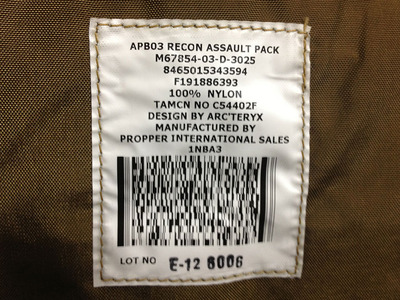 APB03 RECON ASSAULT PACK
M67854-03-D-3025
8465015343594
F191886393
100% NYLON
TAMCN NO C54402F
DESIGN BY ARC'TERYX
MANUFACTURED BY
PROPPER INTERNATIONAL SALES
1NBA3
LOT NO E-12 6006